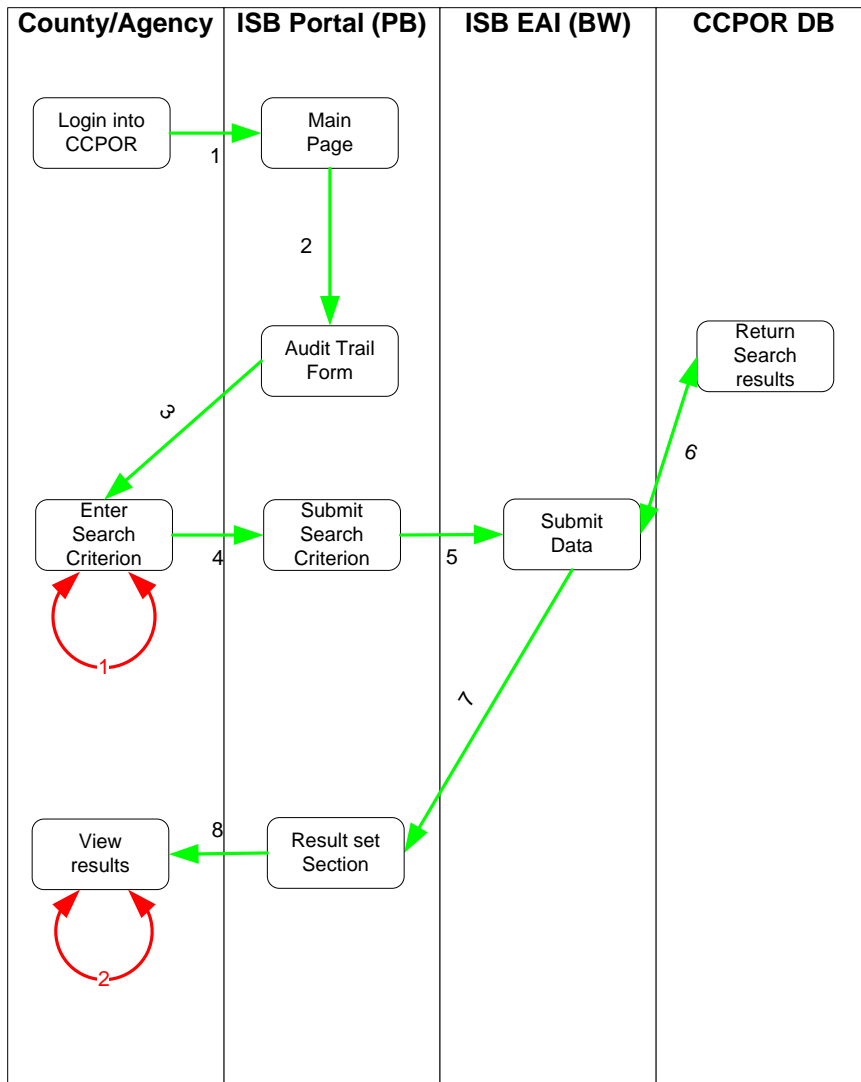 County/Agency
ISB Portal (PB)
ISB EAI (BW)
CCPOR DB
Login into
CCPOR
1
Main
Page
2
Audit Trail
Form
Return
Search
results
3
6
Enter
Search
Criterion
4
Submit
Search
Criterion
5
Submit
Data
1
7
View
results
8
Result set
Section
2